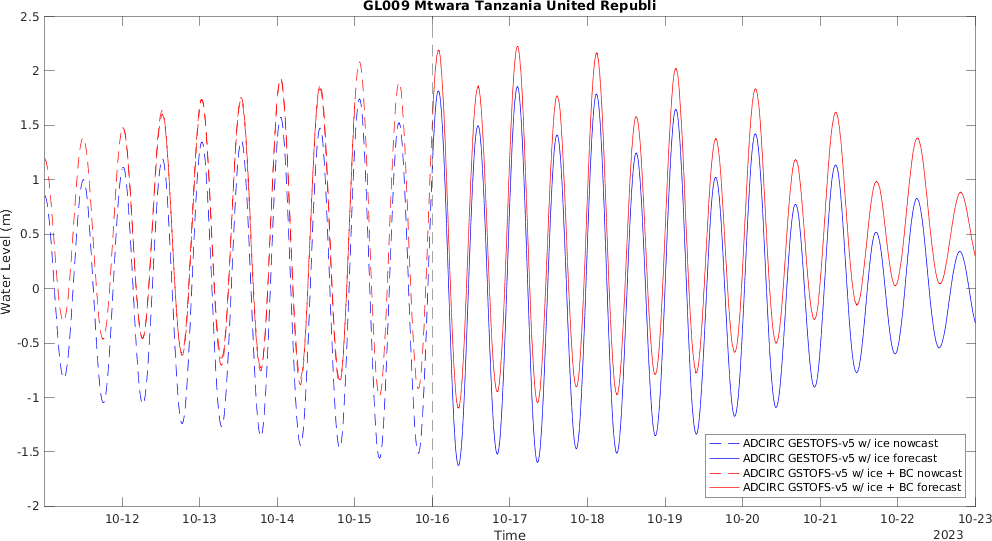 GL009 Mtwara Tanzania United Republi
2.5
2
1.5
1
0.5
0
-0.5
-1
-1.5
-2
Water Level (m)
ADCIRC GESTOFS-v5 w/ ice nowcast
ADCIRC GESTOFS-v5 w/ ice forecast
ADCIRC GSTOFS-v5 w/ ice + BC nowcast
ADCIRC GSTOFS-v5 w/ ice + BC forecast
10-12 10-13 10-14 10-15 10-16 10-17 10-18 10-19 10-20 10-21 10-22 10-23
Time
2023